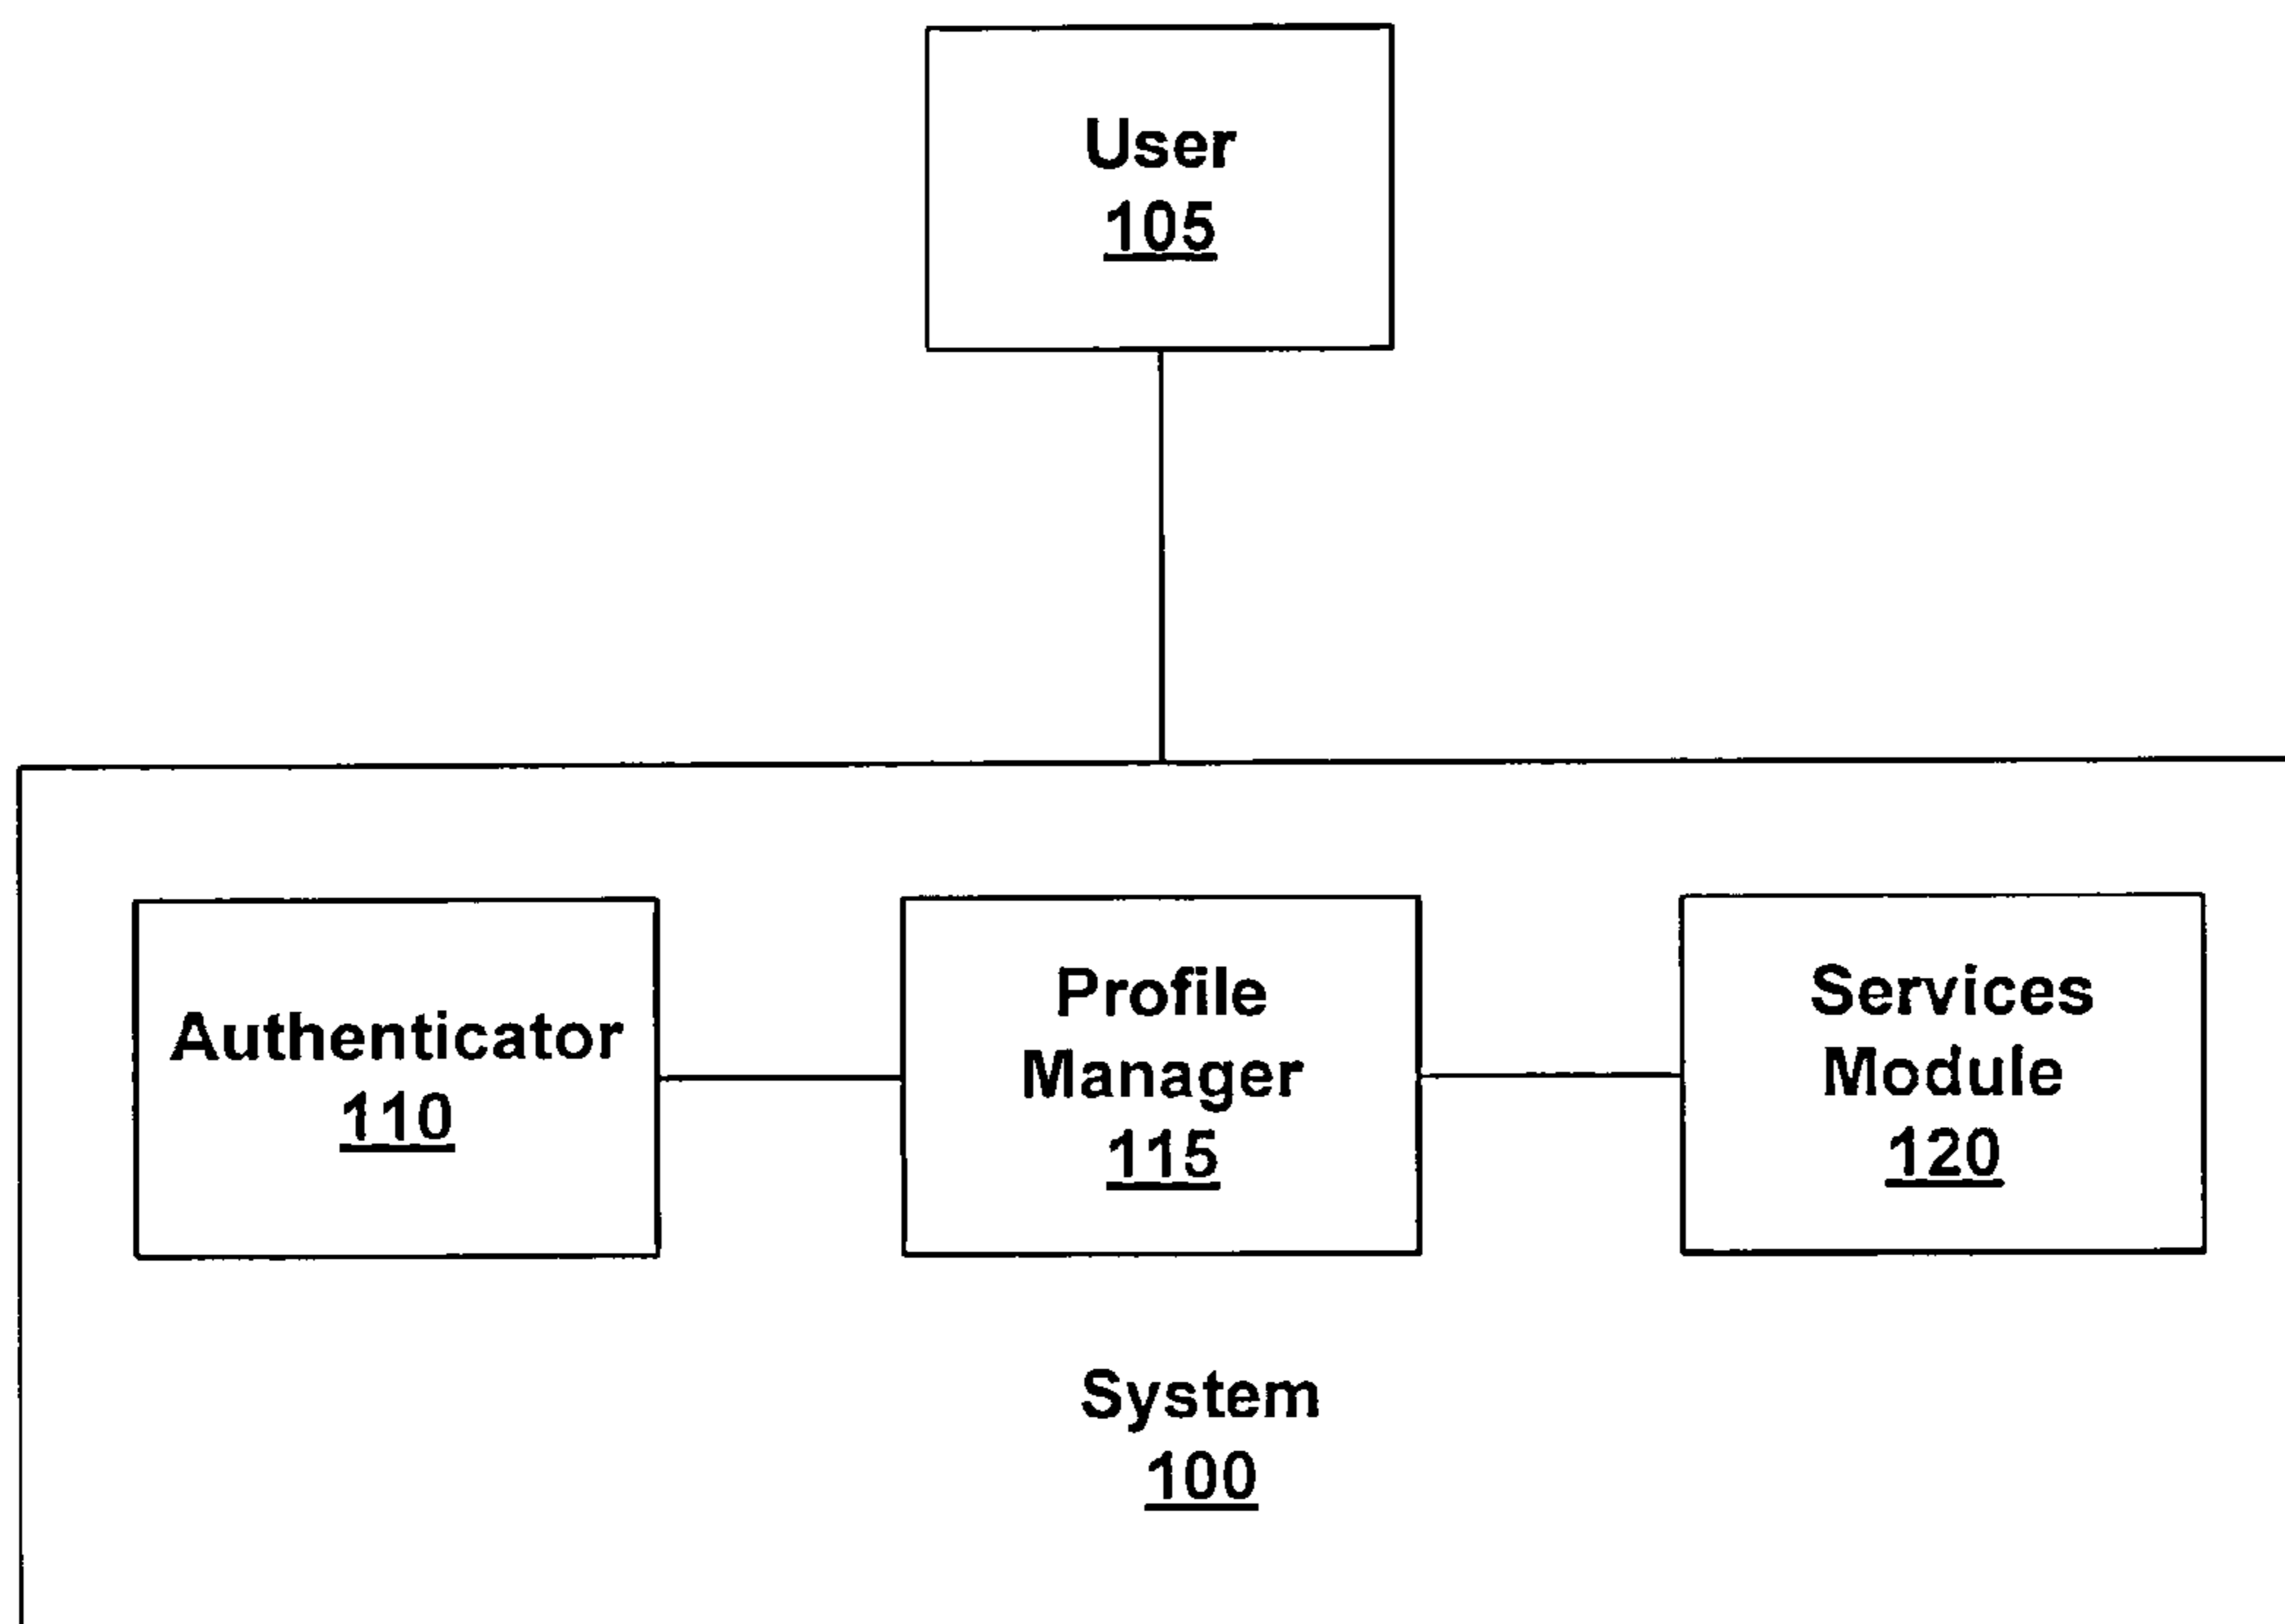 User
105
Authenticator
110
Profile
Manager
115
Services
Module
120
System
100